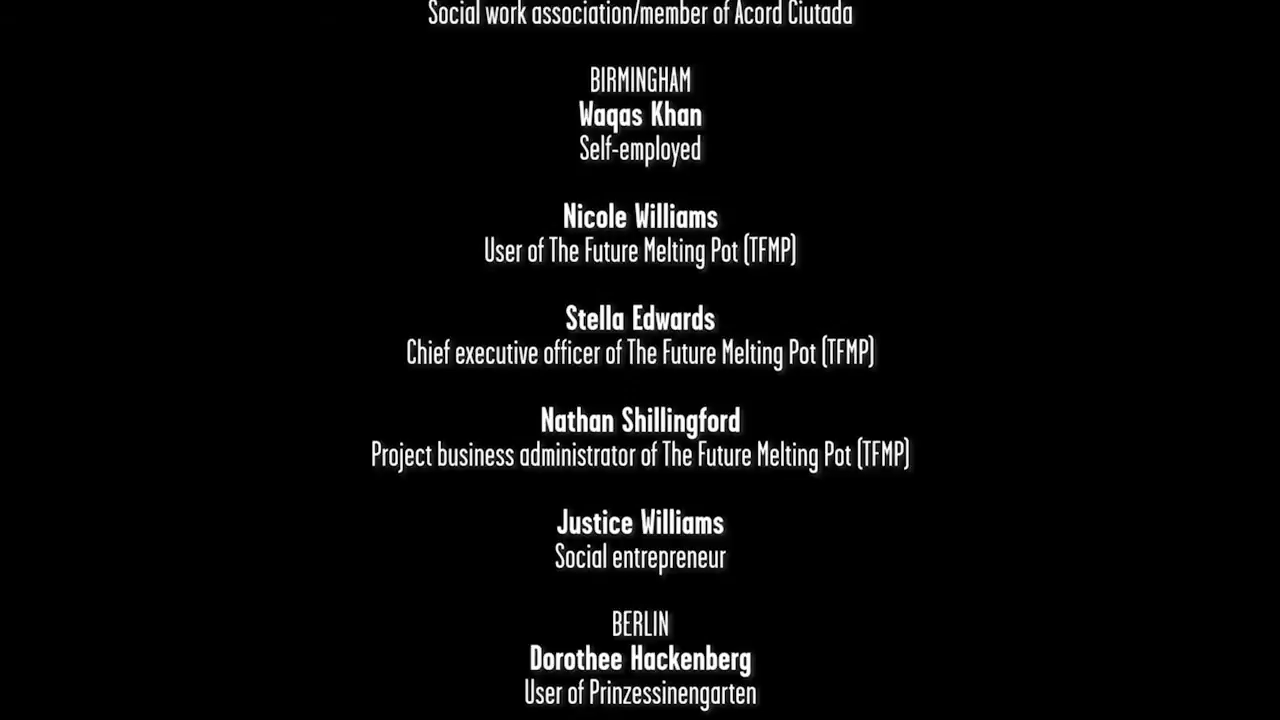 Social work association/member of Acord Ciutada
BIRMINGHAM
Waqas Khan
Self-employed
Nicole Williams
User of The Future Melting Pot (TFMP)
Stella Edwards
Chief executive officer of The Future Melting Pot (TFMP)
Nathan Shillingford
Project business administrator of The Future Melting Pot (TFMP)
Justice Williams
Social entrepreneur
BERLIN
Dorothee Hackenberg
User of Prinzessinengarten